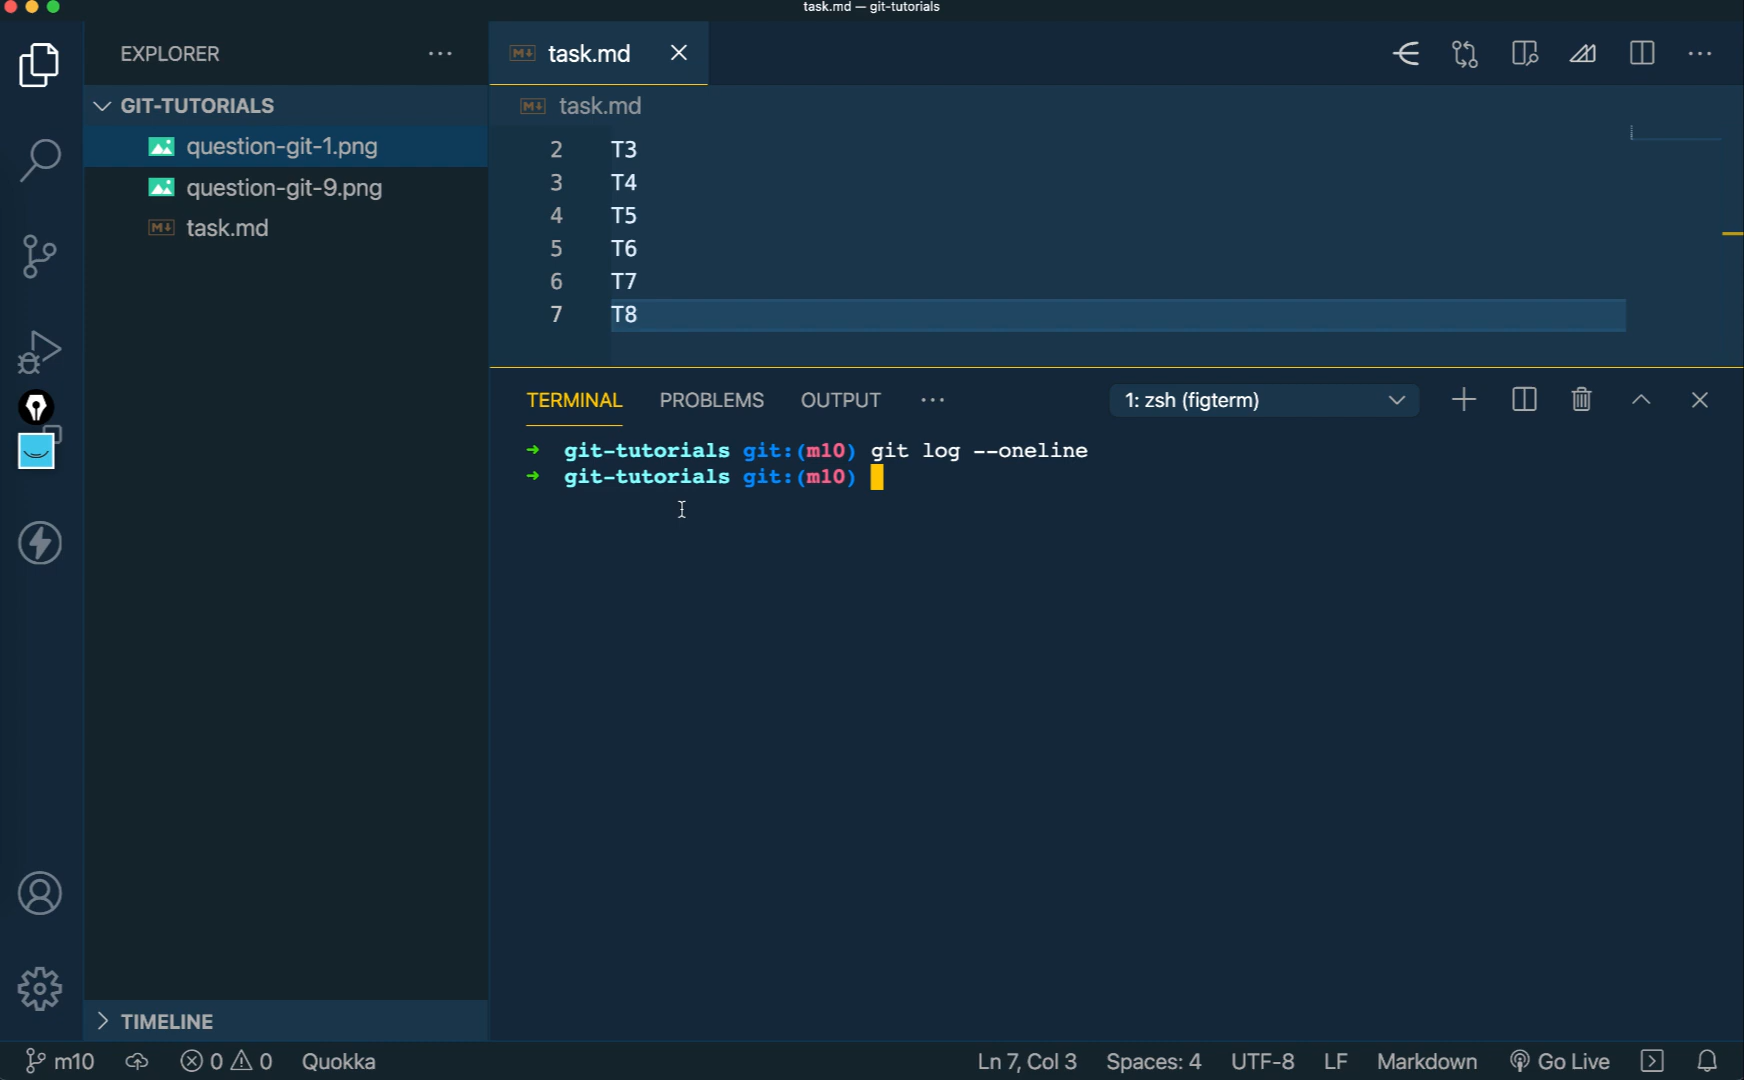 task.md — git-tutorials
EXPLORER
GIT-TUTORIALS
question-git-1.png
question-git-9.png
M↓ task.md
TIMELINE
M↓ task.md
M↓ task.md
2 T3
3 T4
4 T5
5 T6
6 T7
7 T8
TERMINAL PROBLEMS OUTPUT 1: zsh (figterm)
➜ git-tutorials git:(m10) git log --oneline
➜ git-tutorials git:(m10)
m10 0 0 Quokka Ln 7, Col 3 Spaces: 4 UTF-8 LF Markdown Go Live